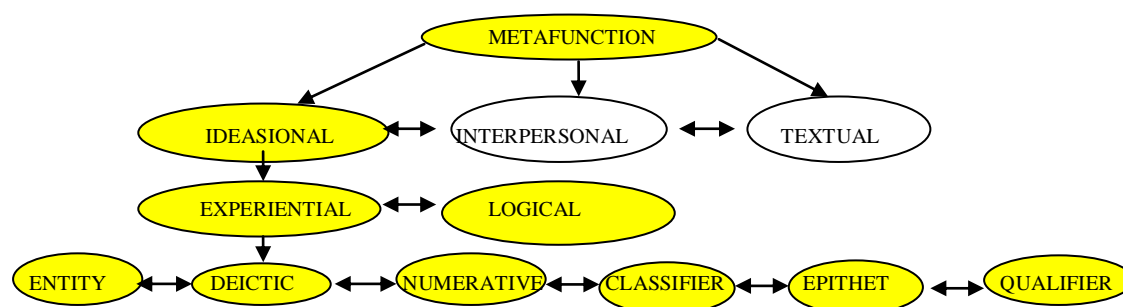 METAFUNCTION
IDEASIONAL
INTERPERSONAL
TEXTUAL
EXPERIENTIAL
LOGICAL
ENTITY
DEICTIC
NUMERATIVE
CLASSIFIER
EPITHET
QUALIFIER